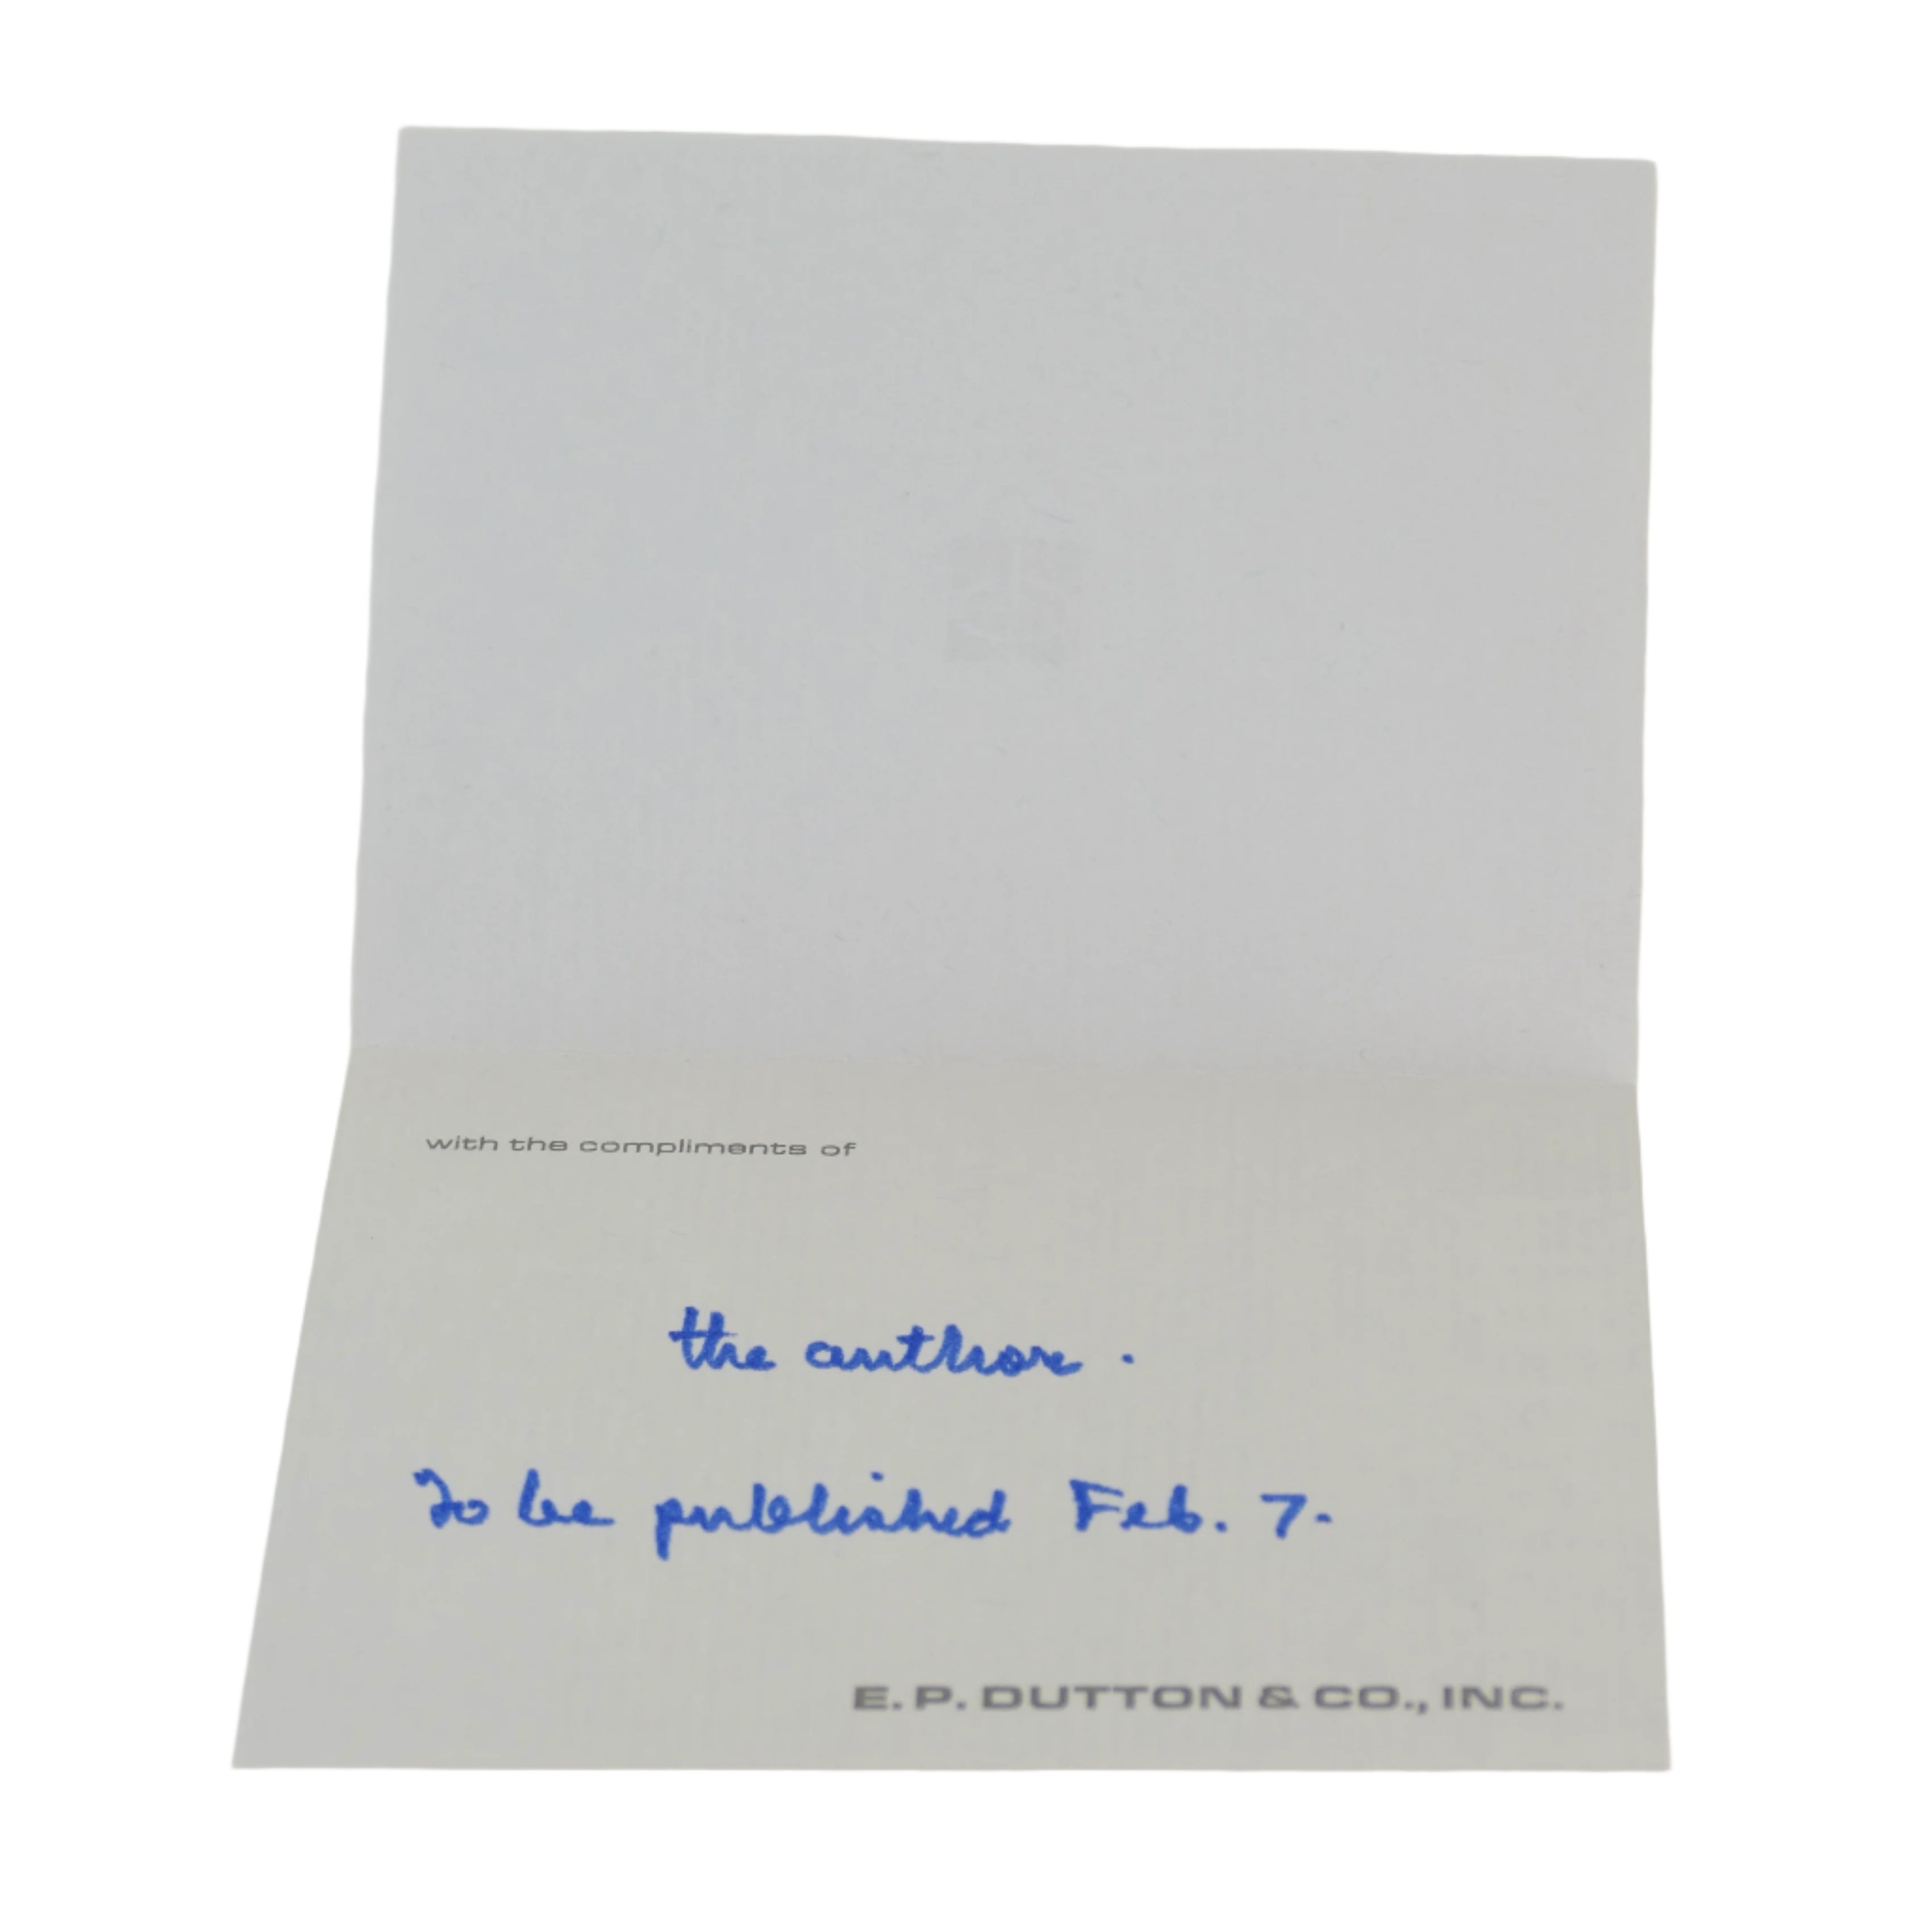 with the compliments of
the author.
To be published Feb. 7.
E. P. DUTTON & CO., INC.